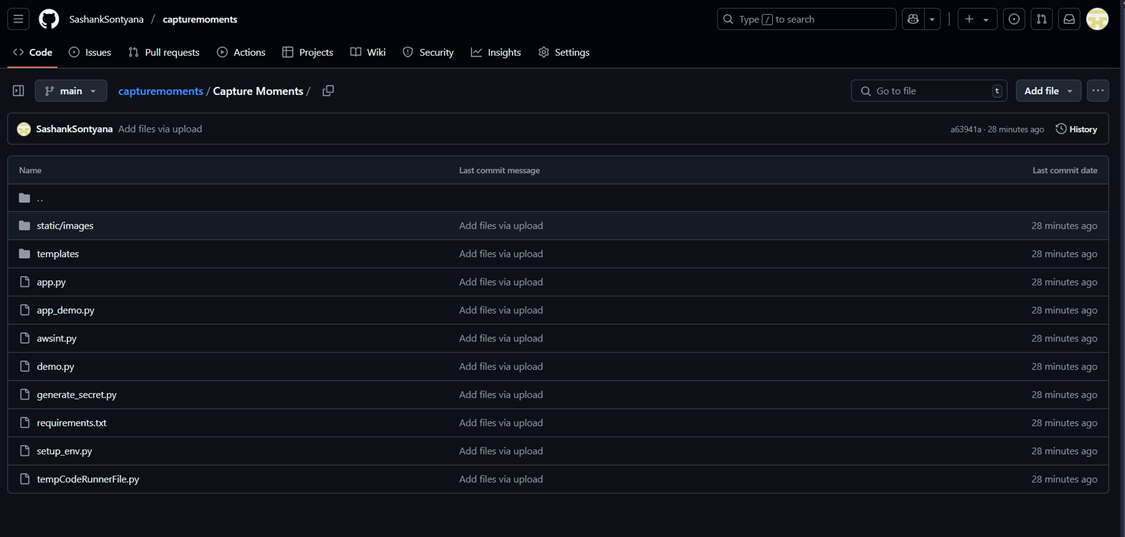 SashankSontyana / capturemoments
Type / to search
Code Issues Pull requests Actions Projects Wiki Security Insights Settings
main capturemoments / Capture Moments / Go to file t Add file
SashankSontyana Add files via upload a63941a · 28 minutes ago History
Name Last commit message Last commit date
..
static/images Add files via upload 28 minutes ago
templates Add files via upload 28 minutes ago
app.py Add files via upload 28 minutes ago
app_demo.py Add files via upload 28 minutes ago
awsint.py Add files via upload 28 minutes ago
demo.py Add files via upload 28 minutes ago
generate_secret.py Add files via upload 28 minutes ago
requirements.txt Add files via upload 28 minutes ago
setup_env.py Add files via upload 28 minutes ago
tempCodeRunnerFile.py Add files via upload 28 minutes ago